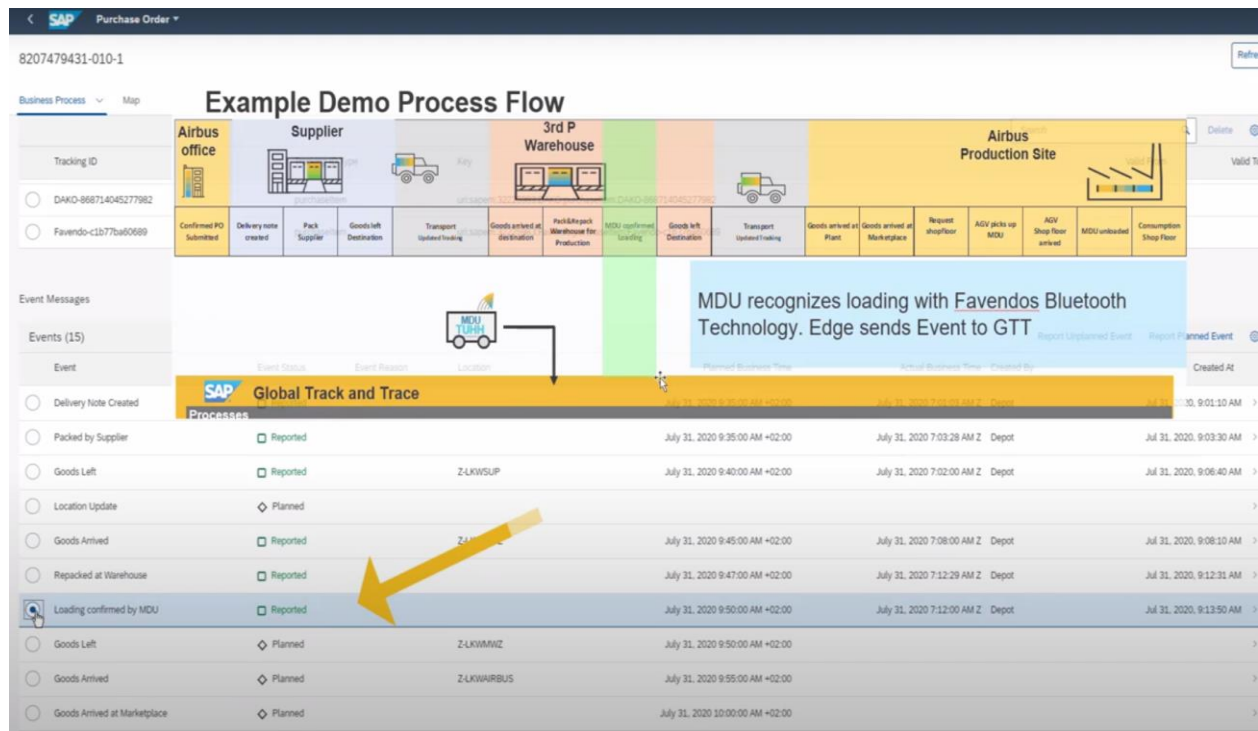 SAP Purchase Order
8207479431-010-1
Business Process Map
Example Demo Process Flow
Airbus office
Supplier
3rd P Warehouse
Airbus Production Site
Delete
Tracking ID
Key
DAKO-868714045277982
Favendo-c1b77ba60689
Confirmed PO Submitted
Delivery note created
Pack Supplier
Goods left Destination
Transport Updated Tracking
Goods arrived at destination
Pack&Repack Warehouse for Production
MDU confirmed Loading
Goods left Destination
Transport Updated Tracking
Goods arrived at Plant
Goods arrived at Marketplace
Request shopfloor
AGV picks up MDU
AGV Shop floor arrived
MDU unloaded
Consumption Shop Floor
Event Messages
MDU TUHH
MDU recognizes loading with Favendos Bluetooth
Technology. Edge sends Event to GTT
Events (15)
Report Unplanned Event Report Planned Event
Event Event Status Event Reason Location Planned Business Time Actual Business Time Created By Created At
SAP Global Track and Trace
Processes
Delivery Note Created 9:01:10 AM
Packed by Supplier Reported July 31, 2020 9:35:00 AM +02:00 July 31, 2020 7:03:28 AM Z Depot Jul 31, 2020, 9:03:30 AM
Goods Left Reported Z-LKWSUP July 31, 2020 9:40:00 AM +02:00 July 31, 2020 7:02:00 AM Z Depot Jul 31, 2020, 9:06:40 AM
Location Update Planned
Goods Arrived Reported July 31, 2020 9:45:00 AM +02:00 July 31, 2020 7:08:00 AM Z Depot Jul 31, 2020, 9:08:10 AM
Repacked at Warehouse Reported July 31, 2020 9:47:00 AM +02:00 July 31, 2020 7:12:29 AM Z Depot Jul 31, 2020, 9:12:31 AM
Loading confirmed by MDU Reported July 31, 2020 9:50:00 AM +02:00 July 31, 2020 7:12:00 AM Z Depot Jul 31, 2020, 9:13:50 AM
Goods Left Planned Z-LKWMWZ July 31, 2020 9:50:00 AM +02:00
Goods Arrived Planned Z-LKWAIRBUS July 31, 2020 9:55:00 AM +02:00
Goods Arrived at Marketplace Planned July 31, 2020 10:00:00 AM +02:00